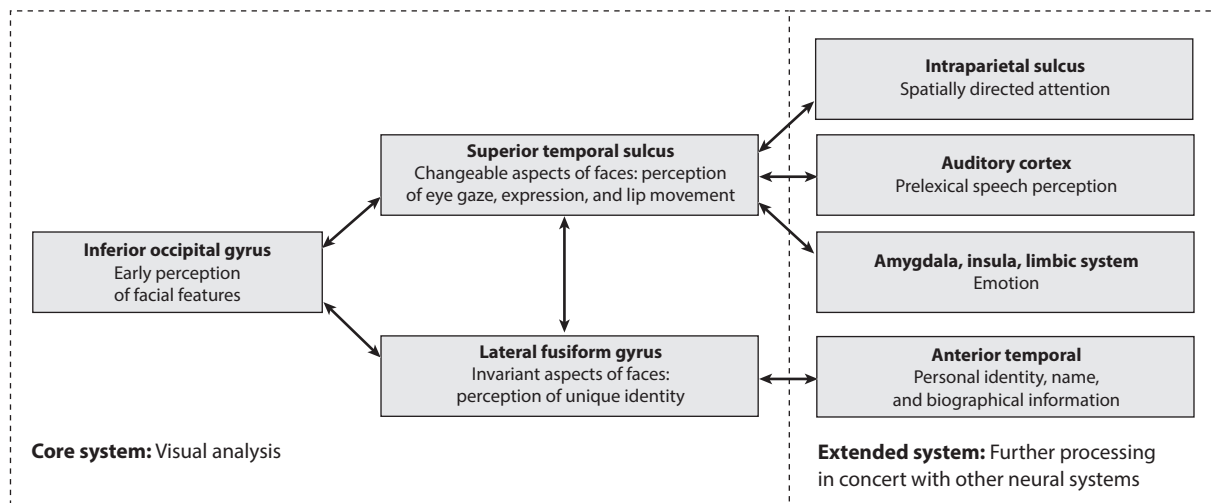 Intraparietal sulcus
Spatially directed attention
Superior temporal sulcus
Changeable aspects of faces: perception
of eye gaze, expression, and lip movement
Auditory cortex
Prelexical speech perception
Inferior occipital gyrus
Early perception
of facial features
Amygdala, insula, limbic system
Emotion
Lateral fusiform gyrus
Invariant aspects of faces:
perception of unique identity
Anterior temporal
Personal identity, name,
and biographical information
Core system: Visual analysis
Extended system: Further processing
in concert with other neural systems